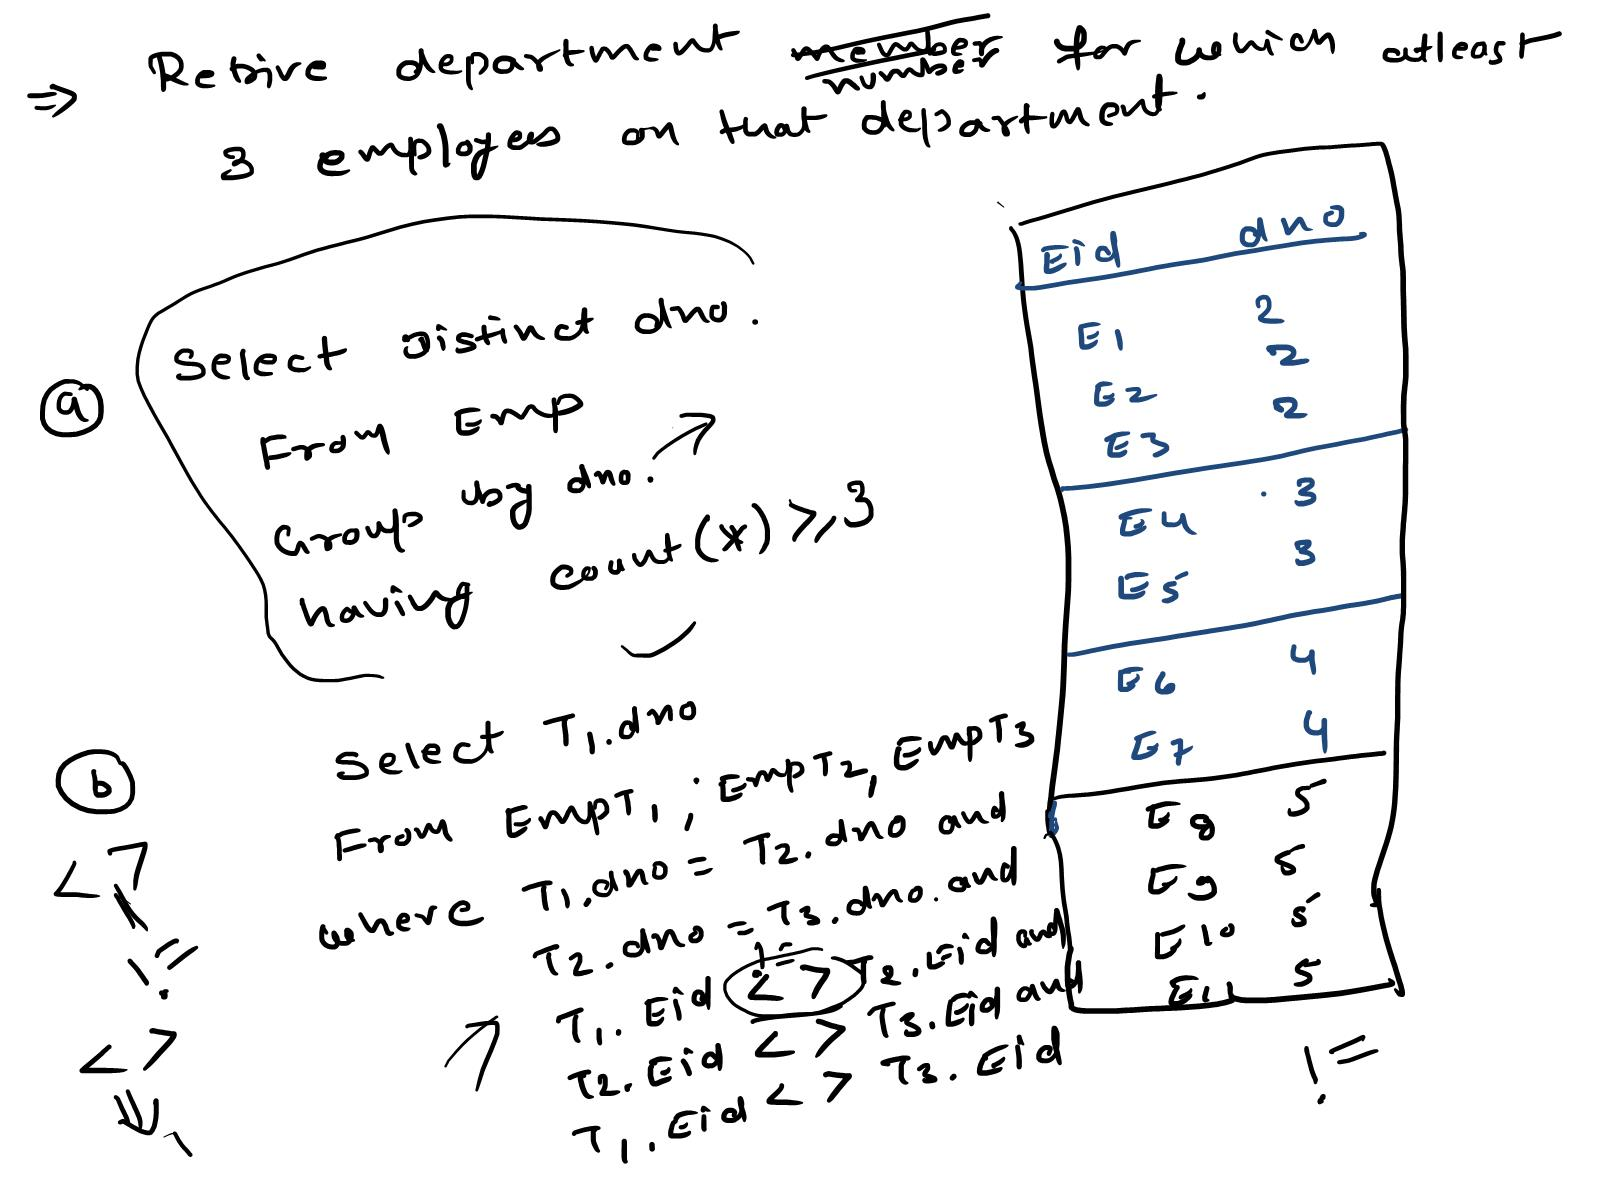 ⇒ Retrive department member number for which atleast
3 employees on that department.
Eid dno
E1 2
E2 2
E3 2
E4 3
E5 3
E6 4
E7 4
E8 5
E9 5
E10 5
E11 5
!=
a
Select Distinct dno.
From Emp
Group by dno.
having count(*) >, 3
b
<>
!=
<>
Select T1.dno
From EmpT1, EmpT2, EmpT3
where T1.dno = T2.dno and
T2.dno = T3.dno.and
!=
T1.Eid <> T2.Eid and
T2.Eid <> T3.Eid and
T1.Eid <> T3.Eid